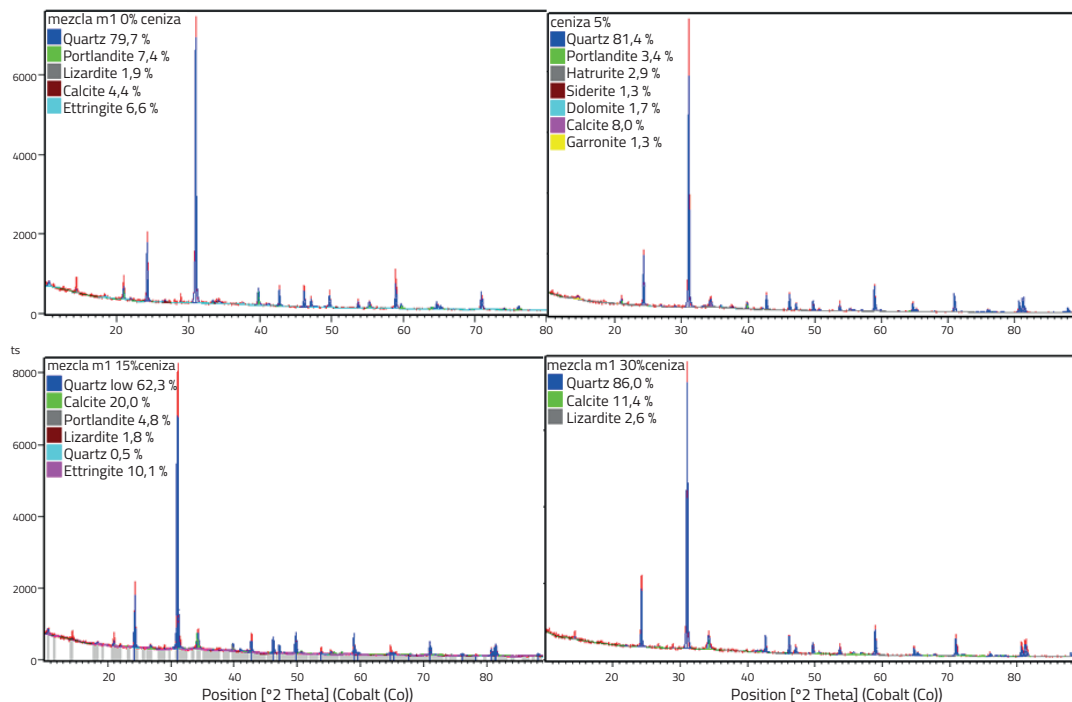 mezcla m1 0% ceniza
Quartz 79,7 %
Portlandite 7,4 %
Lizardite 1,9 %
Calcite 4,4 %
Ettringite 6,6 %
6000
4000
2000
0
20 30 40 50 60 70 80
ceniza 5%
Quartz 81,4 %
Portlandite 3,4 %
Hatrurite 2,9 %
Siderite 1,3 %
Dolomite 1,7 %
Calcite 8,0 %
Garronite 1,3 %
20 30 40 50 60 70 80
ts
mezcla m1 15%ceniza
Quartz low 62,3 %
Calcite 20,0 %
Portlandite 4,8 %
Lizardite 1,8 %
Quartz 0,5 %
Ettringite 10,1 %
8000
6000
4000
2000
0
20 30 40 50 60 70 80
Position [°2 Theta] (Cobalt (Co))
mezcla m1 30%ceniza
Quartz 86,0 %
Calcite 11,4 %
Lizardite 2,6 %
20 30 40 50 60 70 80
Position [°2 Theta] (Cobalt (Co))